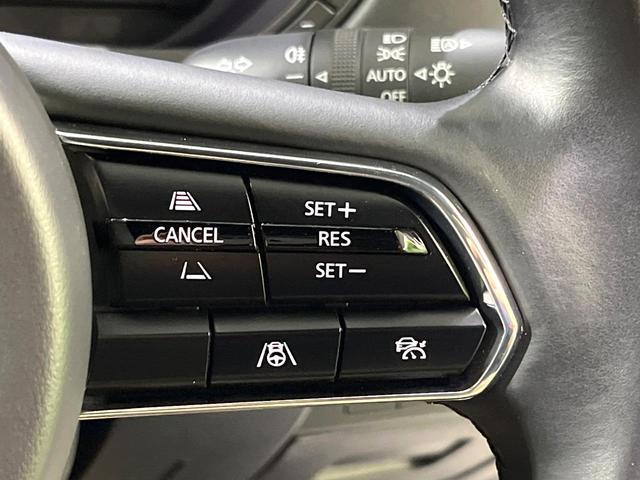 AUTO
OFF
SET+
CANCEL RES
SET-